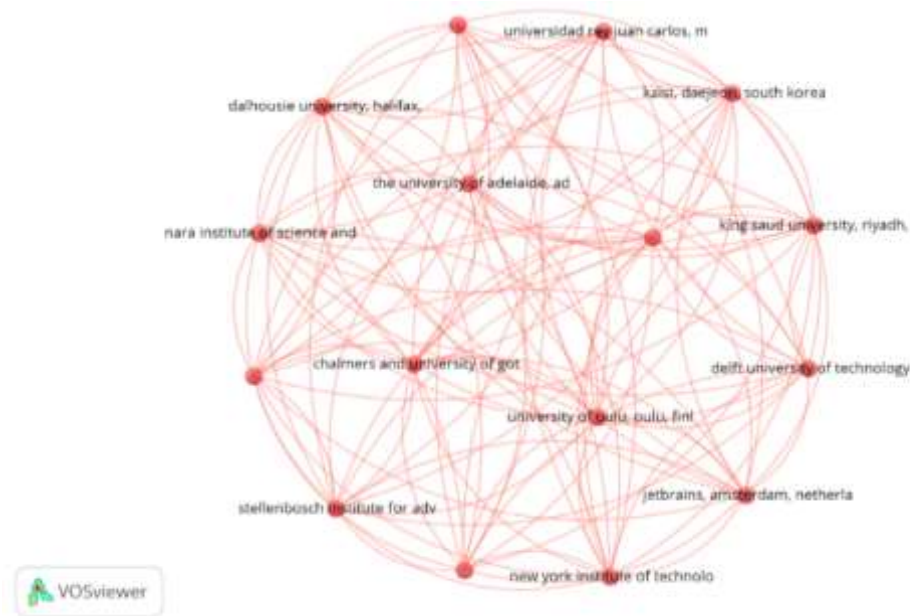 universidad rey juan carlos, m
kaist, daejeon, south korea
dalhousie university, halifax,
the university of adelaide, ad
nara institute of science and
king saud university, riyadh,
chalmers and university of got
delft university of technology
university of oulu, oulu, finl
jetbrains, amsterdam, netherla
stellenbosch institute for adv
new york institute of technolo
VOSviewer